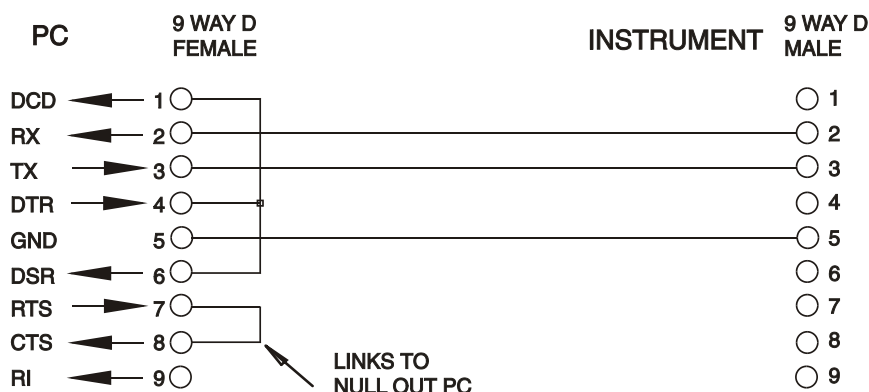 PC
9 WAY D
FEMALE
INSTRUMENT
9 WAY D
MALE
DCD 1
RX 2
TX 3
DTR 4
GND 5
DSR 6
RTS 7
CTS 8
RI 9
1
2
3
4
5
6
7
8
9
LINKS TO
NULL OUT PC